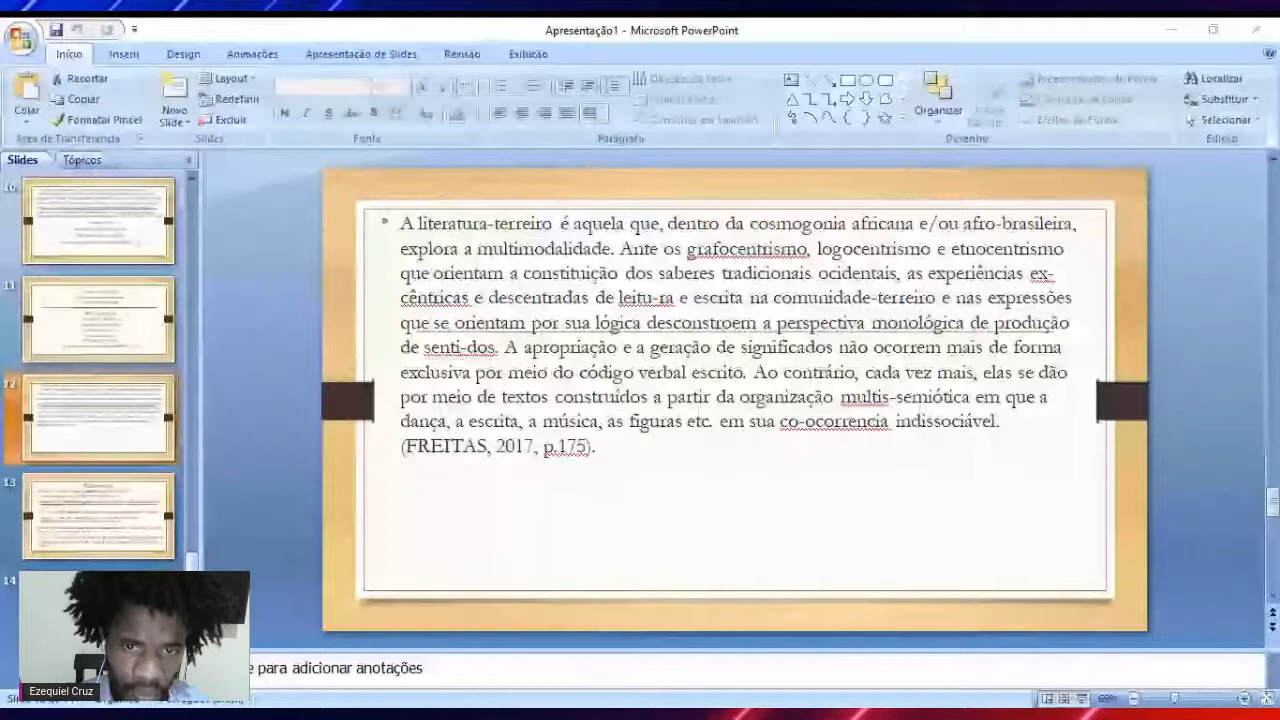 Apresentação1 - Microsoft PowerPoint
Início Inserir Design Animações Apresentação de Slides Revisão Exibição
Colar
Recortar
Copiar
Formatar Pincel
Área de Transferência
Novo
Slide
Layout
Redefinir
Excluir
Slides
Fonte
Parágrafo
Organizar
Desenho
Localizar
Substituir
Selecionar
Edição
Slides Tópicos
10
11
12
13
14
A literatura-terreiro é aquela que, dentro da cosmogonia africana e/ou afro-brasileira,
explora a multimodalidade. Ante os grafocentrismo, logocentrismo e etnocentrismo
que orientam a constituição dos saberes tradicionais ocidentais, as experiências ex-
cêntricas e descentradas de leitu-ra e escrita na comunidade-terreiro e nas expressões
que se orientam por sua lógica desconstroem a perspectiva monológica de produção
de senti-dos. A apropriação e a geração de significados não ocorrem mais de forma
exclusiva por meio do código verbal escrito. Ao contrário, cada vez mais, elas se dão
por meio de textos construídos a partir da organização multis-semiótica em que a
dança, a escrita, a música, as figuras etc. em sua co-ocorrencia indissociável.
(FREITAS, 2017, p.175).
e para adicionar anotações
Ezequiel Cruz